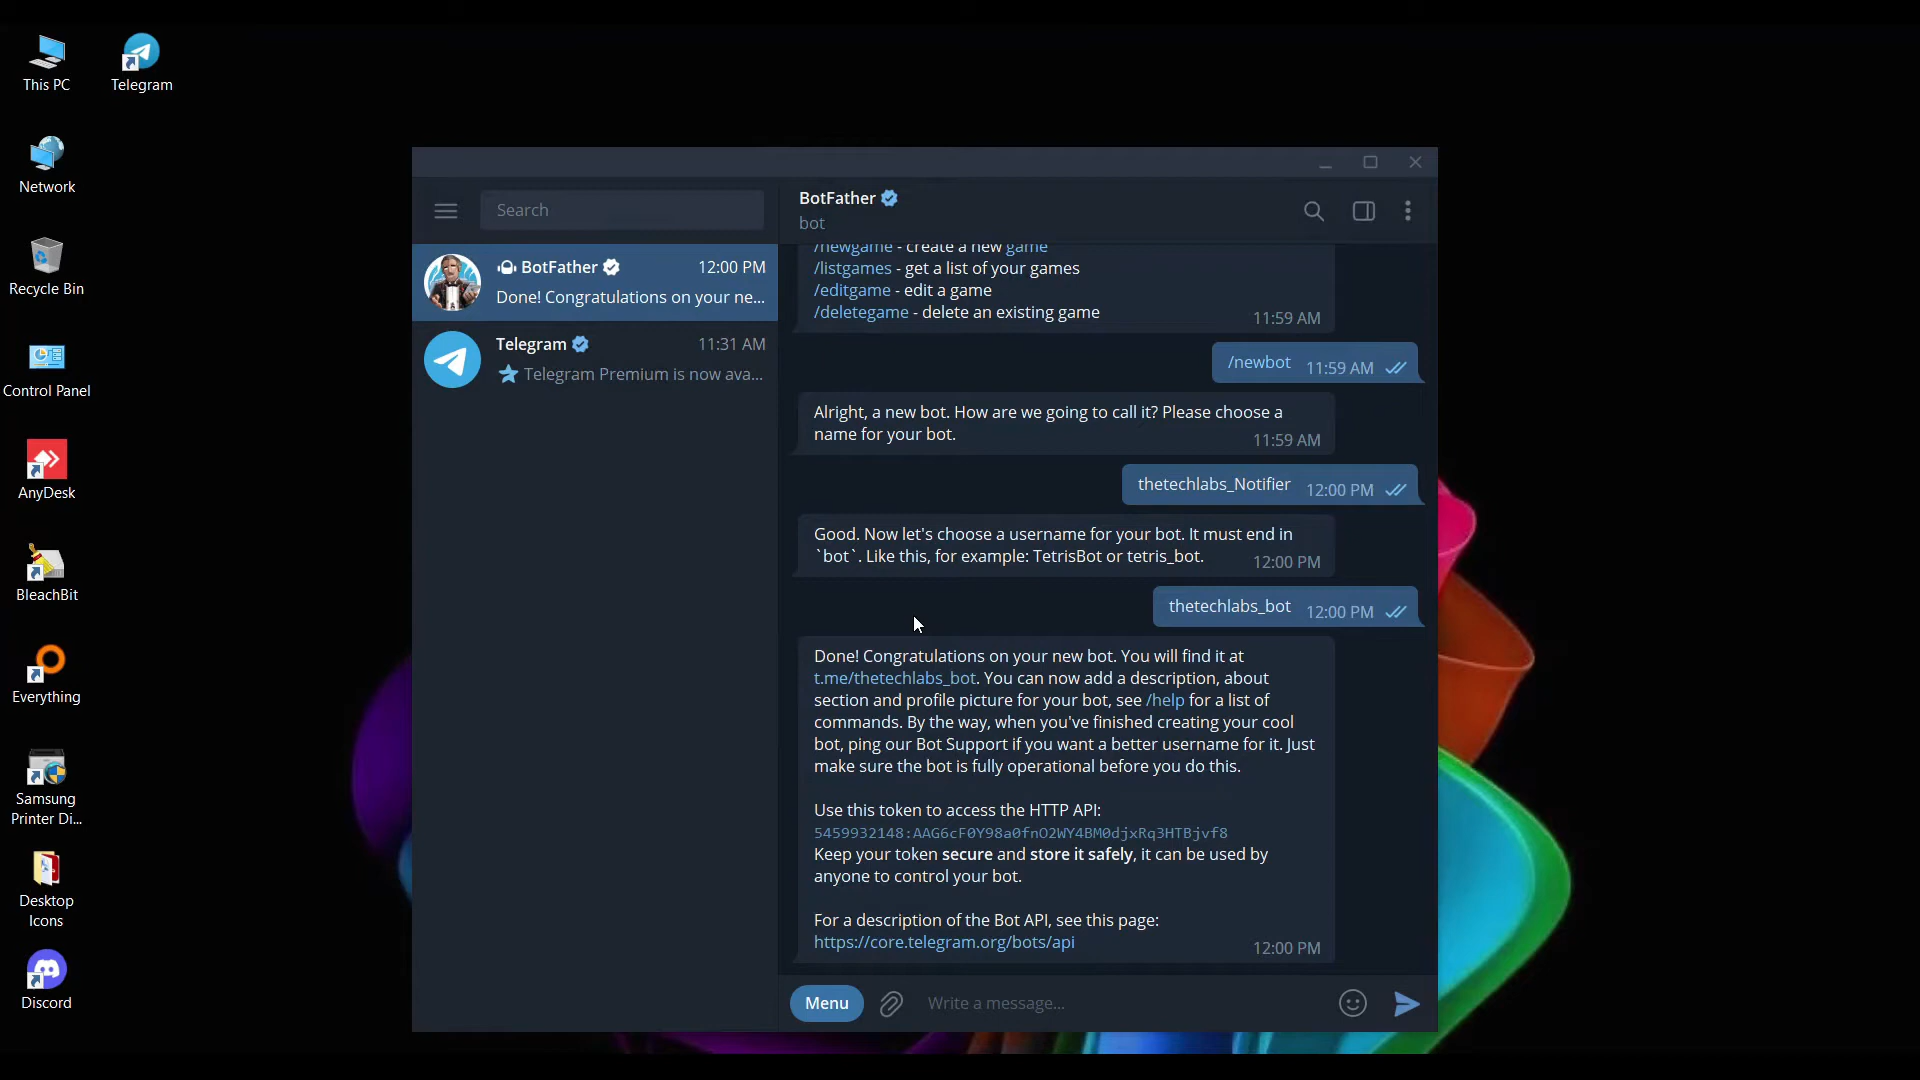 This PC
Telegram
Network
Recycle Bin
Control Panel
AnyDesk
BleachBit
Everything
Samsung
Printer Di...
Desktop
Icons
Discord
Search
BotFather
12:00 PM
Done! Congratulations on your ne...
Telegram
11:31 AM
Telegram Premium is now ava...
BotFather
bot
/newgame - create a new game
/listgames - get a list of your games
/editgame - edit a game
/deletegame - delete an existing game
11:59 AM
/newbot 11:59 AM
Alright, a new bot. How are we going to call it? Please choose a
name for your bot.
11:59 AM
thetechlabs_Notifier 12:00 PM
Good. Now let's choose a username for your bot. It must end in
`bot`. Like this, for example: TetrisBot or tetris_bot.
12:00 PM
thetechlabs_bot 12:00 PM
Done! Congratulations on your new bot. You will find it at
t.me/thetechlabs_bot. You can now add a description, about
section and profile picture for your bot, see /help for a list of
commands. By the way, when you've finished creating your cool
bot, ping our Bot Support if you want a better username for it. Just
make sure the bot is fully operational before you do this.
Use this token to access the HTTP API:
5459932148:AAG6cF0Y98a0fnO2WY4BM0djxRq3HTBjvf8
Keep your token secure and store it safely, it can be used by
anyone to control your bot.
For a description of the Bot API, see this page:
https://core.telegram.org/bots/api
12:00 PM
Menu
Write a message...